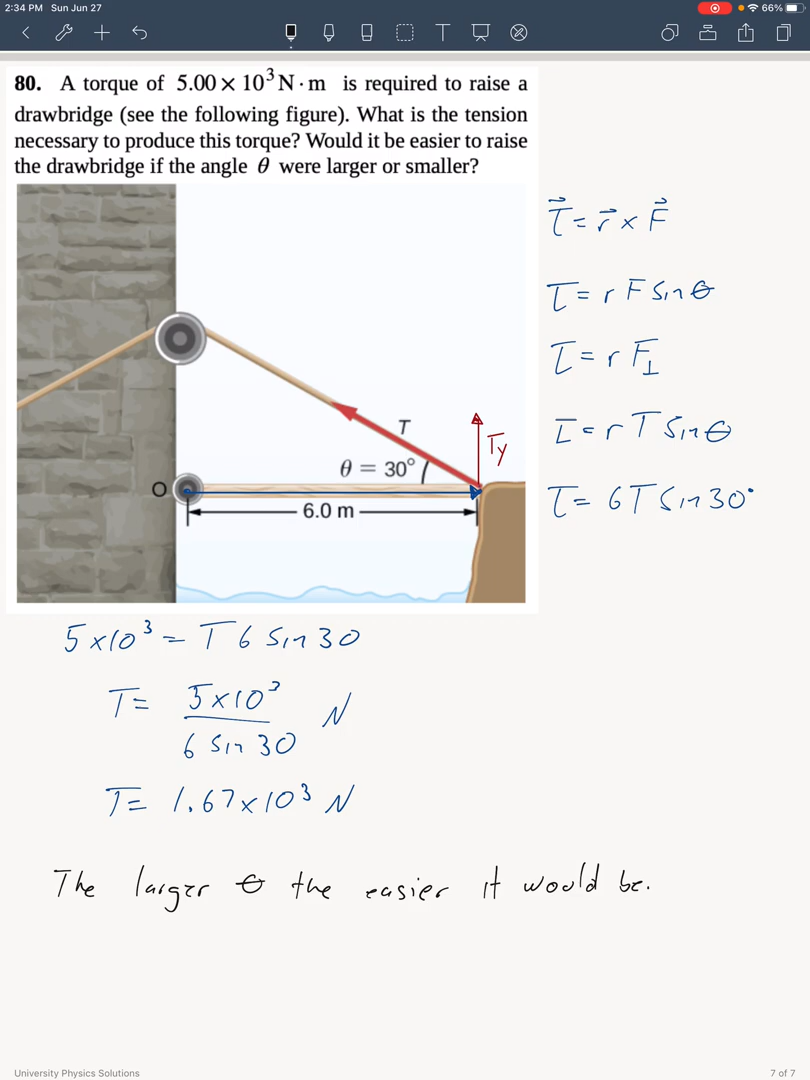 2:34 PM Sun Jun 27
66%
T
80. A torque of 5.00 × 10³ N · m is required to raise a
drawbridge (see the following figure). What is the tension
necessary to produce this torque? Would it be easier to raise
the drawbridge if the angle θ were larger or smaller?
τ⃗ = r⃗ × F⃗
τ = r F sin θ
τ = r F⊥
T
Ty
τ = r T sin θ
θ = 30°
O
τ = 6 T sin 30°
6.0 m
5 × 10³ = T 6 sin 30
T = 5 × 10³ / 6 sin 30 N
T = 1.67 × 10³ N
The larger θ the easier it would be.
University Physics Solutions
7 of 7